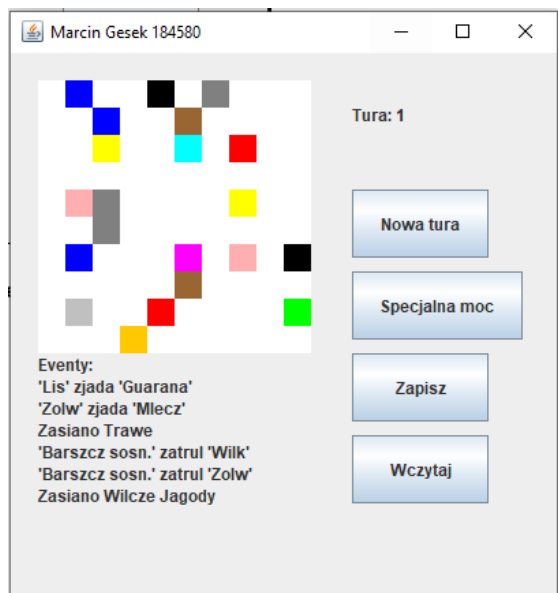 Marcin Gesek 184580
Tura: 1
Nowa tura
Specjalna moc
Zapisz
Wczytaj
Eventy:
'Lis' zjada 'Guarana'
'Zolw' zjada 'Mlecz'
Zasiano Trawe
'Barszcz sosn.' zatrul 'Wilk'
'Barszcz sosn.' zatrul 'Zolw'
Zasiano Wilcze Jagody